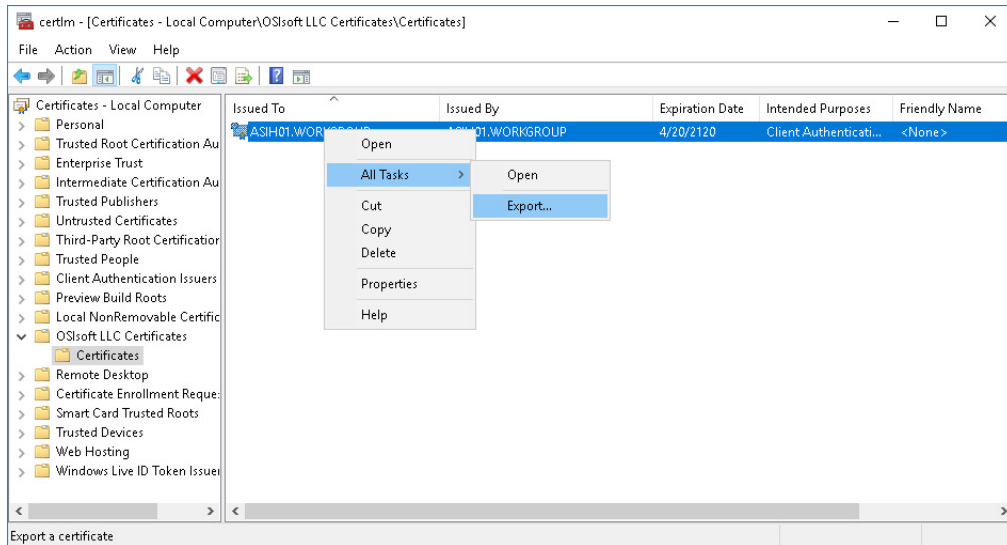 certlm - [Certificates - Local Computer\OSIsoft LLC Certificates\Certificates]
File Action View Help
Certificates - Local Computer
Personal
Trusted Root Certification Au
Enterprise Trust
Intermediate Certification Au
Trusted Publishers
Untrusted Certificates
Third-Party Root Certification
Trusted People
Client Authentication Issuers
Preview Build Roots
Local NonRemovable Certific
OSIsoft LLC Certificates
Certificates
Remote Desktop
Certificate Enrollment Reque
Smart Card Trusted Roots
Trusted Devices
Web Hosting
Windows Live ID Token Issuer
Issued To Issued By Expiration Date Intended Purposes Friendly Name
ASIH01.WORKGROUP ASIH01.WORKGROUP 4/20/2120 Client Authenticati... <None>
Open
All Tasks
Cut
Copy
Delete
Properties
Help
Open
Export...
Export a certificate